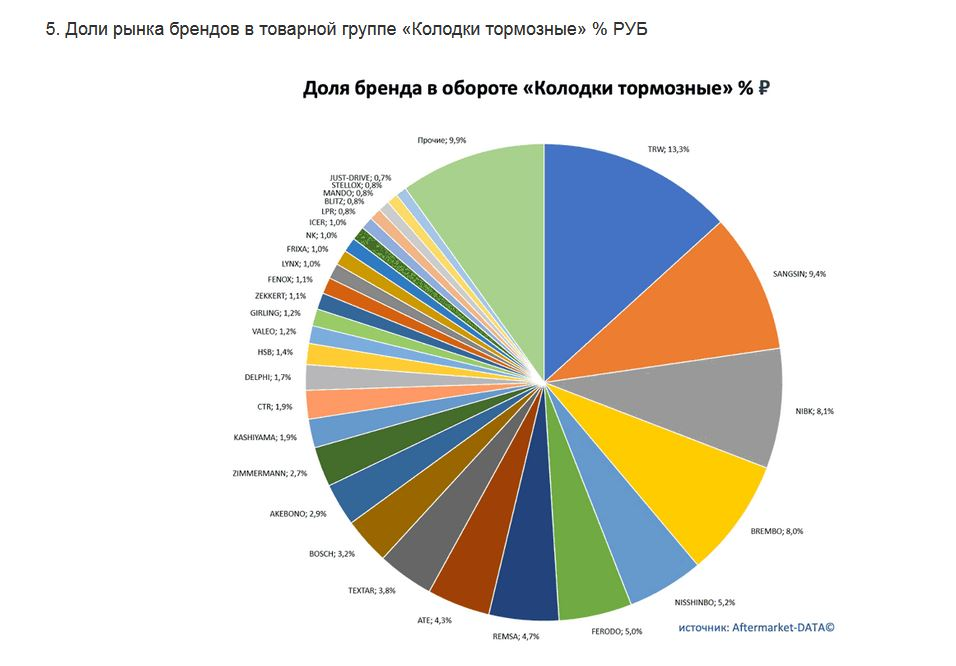 5. Доли рынка брендов в товарной группе «Колодки тормозные» % РУБ
Доля бренда в обороте «Колодки тормозные» % ₽
Прочие; 9,9%
TRW; 13,3%
JUST-DRIVE; 0,7%
STELLOX; 0,8%
MANDO; 0,8%
BLITZ; 0,8%
LPR; 0,8%
ICER; 1,0%
NK; 1,0%
FRIXA; 1,0%
LYNX; 1,0%
SANGSIN; 9,4%
FENOX; 1,1%
ZEKKERT; 1,1%
GIRLING; 1,2%
VALEO; 1,2%
HSB; 1,4%
DELPHI; 1,7%
CTR; 1,9%
NIBK; 8,1%
KASHIYAMA; 1,9%
ZIMMERMANN; 2,7%
AKEBONO; 2,9%
BREMBO; 8,0%
BOSCH; 3,2%
TEXTAR; 3,8%
NISSHINBO; 5,2%
ATE; 4,3%
FERODO; 5,0%
REMSA; 4,7%
источник: Aftermarket-DATA©